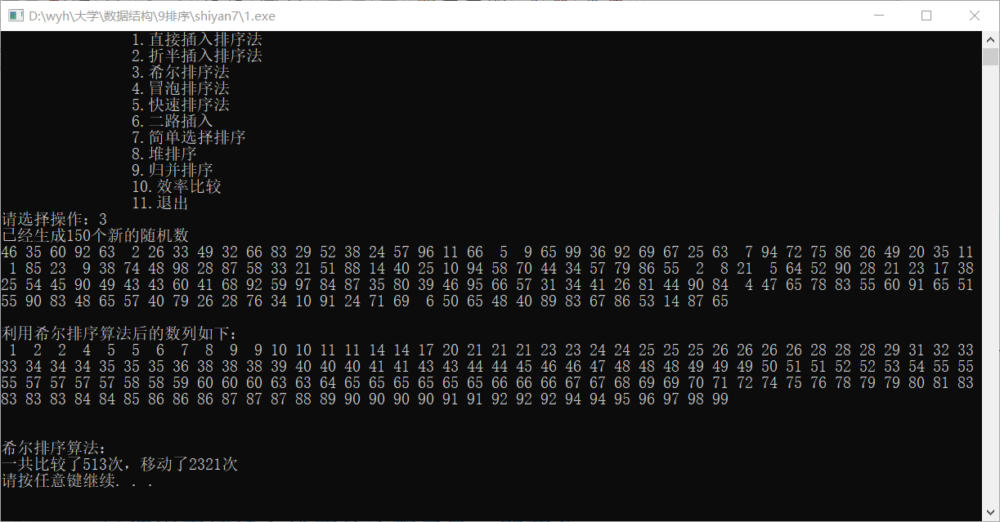 D:\wyh\大学\数据结构\9排序\shiyan7\1.exe
1.直接插入排序法
2.折半插入排序法
3.希尔排序法
4.冒泡排序法
5.快速排序法
6.二路插入
7.简单选择排序
8.堆排序
9.归并排序
10.效率比较
11.退出
请选择操作：3
已经生成150个新的随机数
46 35 60 92 63  2 26 33 49 32 66 83 29 52 38 24 57 96 11 66  5  9 65 99 36 92 69 67 25 63  7 94 72 75 86 26 49 20 35 11
 1 85 23  9 38 74 48 98 28 87 58 33 21 51 88 14 40 25 10 94 58 70 44 34 57 79 86 55  2  8 21  5 64 52 90 28 21 23 17 38
25 54 45 90 49 43 43 60 41 68 92 59 97 84 87 35 80 39 46 95 66 57 31 34 41 26 81 44 90 84  4 47 65 78 83 55 60 91 65 51
55 90 83 48 65 57 40 79 26 28 76 34 10 91 24 71 69  6 50 65 48 40 89 83 67 86 53 14 87 65
利用希尔排序算法后的数列如下：
 1  2  2  4  5  5  6  7  8  9  9 10 10 11 11 14 14 17 20 21 21 21 23 23 24 24 25 25 25 26 26 26 26 28 28 28 29 31 32 33
33 34 34 34 35 35 35 36 38 38 38 39 40 40 40 41 41 43 43 44 44 45 46 46 47 48 48 48 49 49 49 50 51 51 52 52 53 54 55 55
55 57 57 57 57 58 58 59 60 60 60 63 63 64 65 65 65 65 65 65 66 66 66 67 67 68 69 69 70 71 72 74 75 76 78 79 79 80 81 83
83 83 83 84 84 85 86 86 86 87 87 87 88 89 90 90 90 90 91 91 92 92 92 94 94 95 96 97 98 99
希尔排序算法：
一共比较了513次，移动了2321次
请按任意键继续. . .